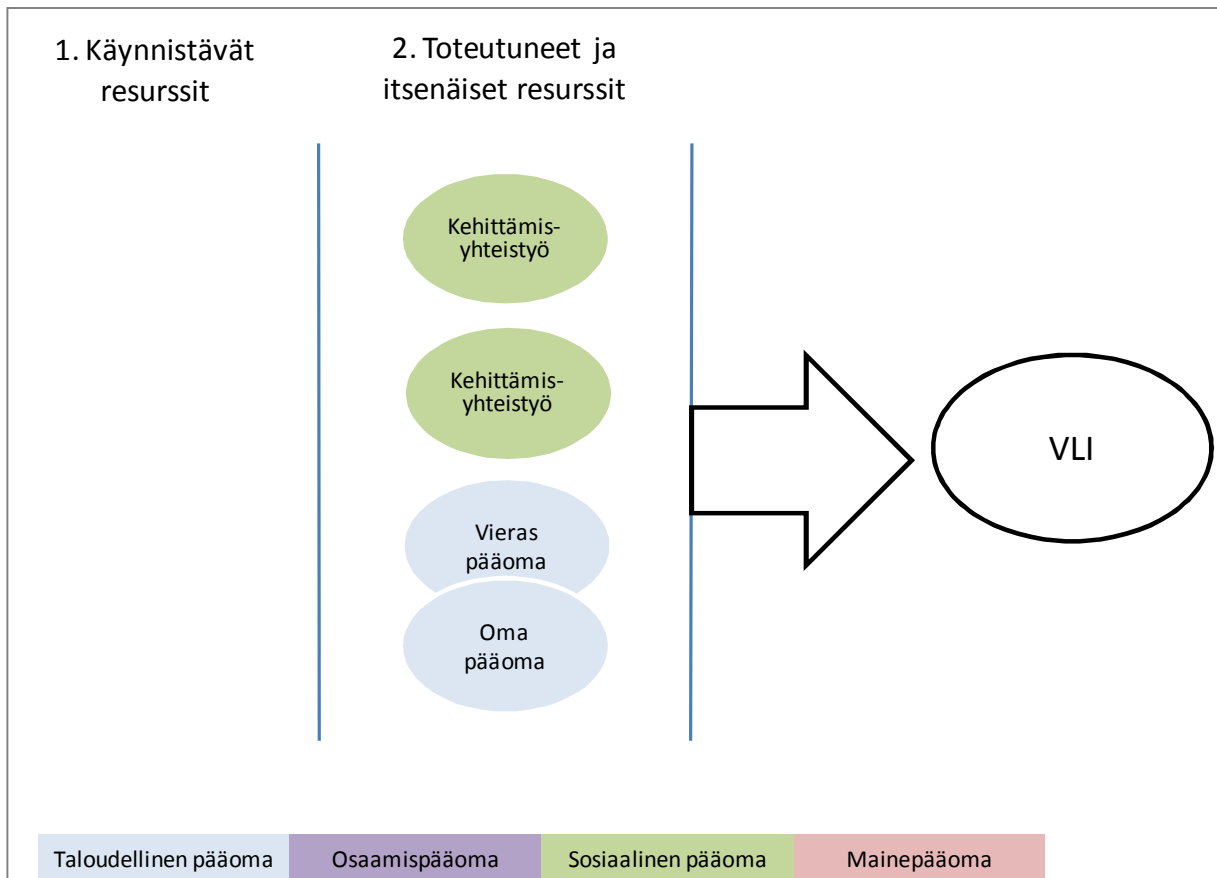 1. Käynnistävät
resurssit
2. Toteutuneet ja
itsenäiset resurssit
Kehittämis-
yhteistyö
Kehittämis-
yhteistyö
Vieras
pääoma
Oma
pääoma
VLI
Taloudellinen pääoma
Osaamispääoma
Sosiaalinen pääoma
Mainepääoma